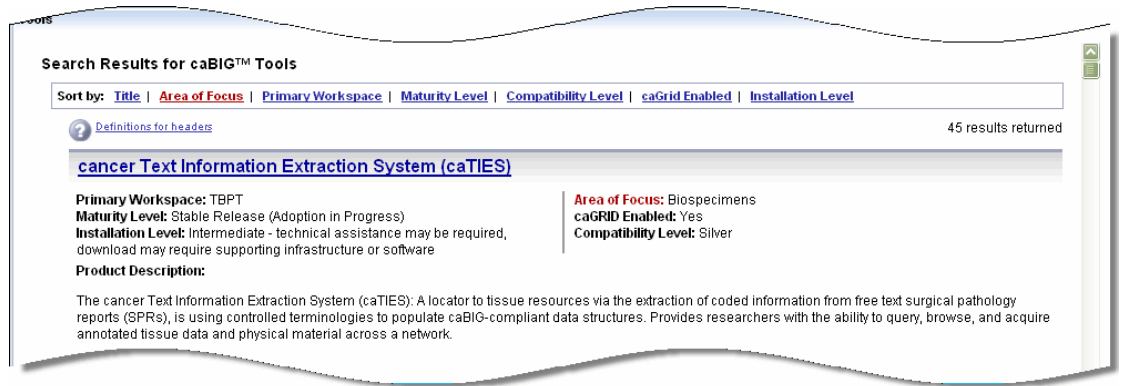 Search Results for caBIG™ Tools
Sort by: Title | Area of Focus | Primary Workspace | Maturity Level | Compatibility Level | caGrid Enabled | Installation Level
? Definitions for headers 45 results returned
cancer Text Information Extraction System (caTIES)
Primary Workspace: TBPT
Maturity Level: Stable Release (Adoption in Progress)
Installation Level: Intermediate - technical assistance may be required,
download may require supporting infrastructure or software
Area of Focus: Biospecimens
caGRID Enabled: Yes
Compatibility Level: Silver
Product Description:
The cancer Text Information Extraction System (caTIES): A locator to tissue resources via the extraction of coded information from free text surgical pathology
reports (SPRs), is using controlled terminologies to populate caBIG-compliant data structures. Provides researchers with the ability to query, browse, and acquire
annotated tissue data and physical material across a network.